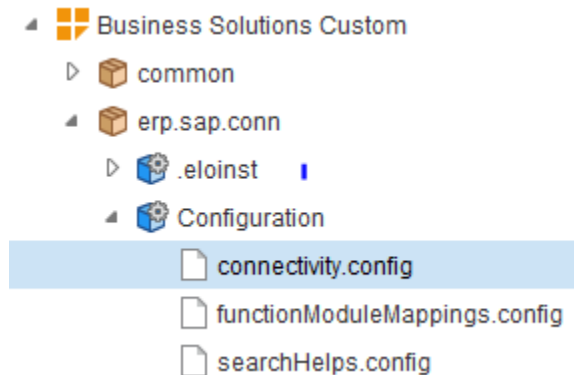 Business Solutions Custom
common
erp.sap.conn
.eloinst
Configuration
connectivity.config
functionModuleMappings.config
searchHelps.config